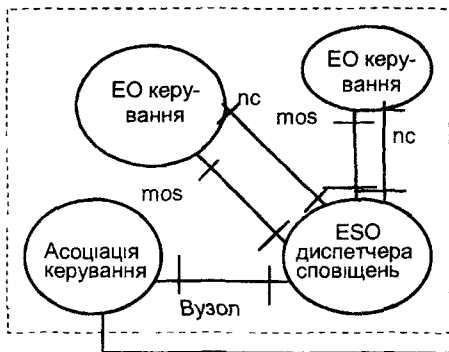 ЕО керу-
вання
nc
ЕО керу-
вання
mos
nc
mos
Асоціація
керування
ESO
диспетчера
сповіщень
Вузол